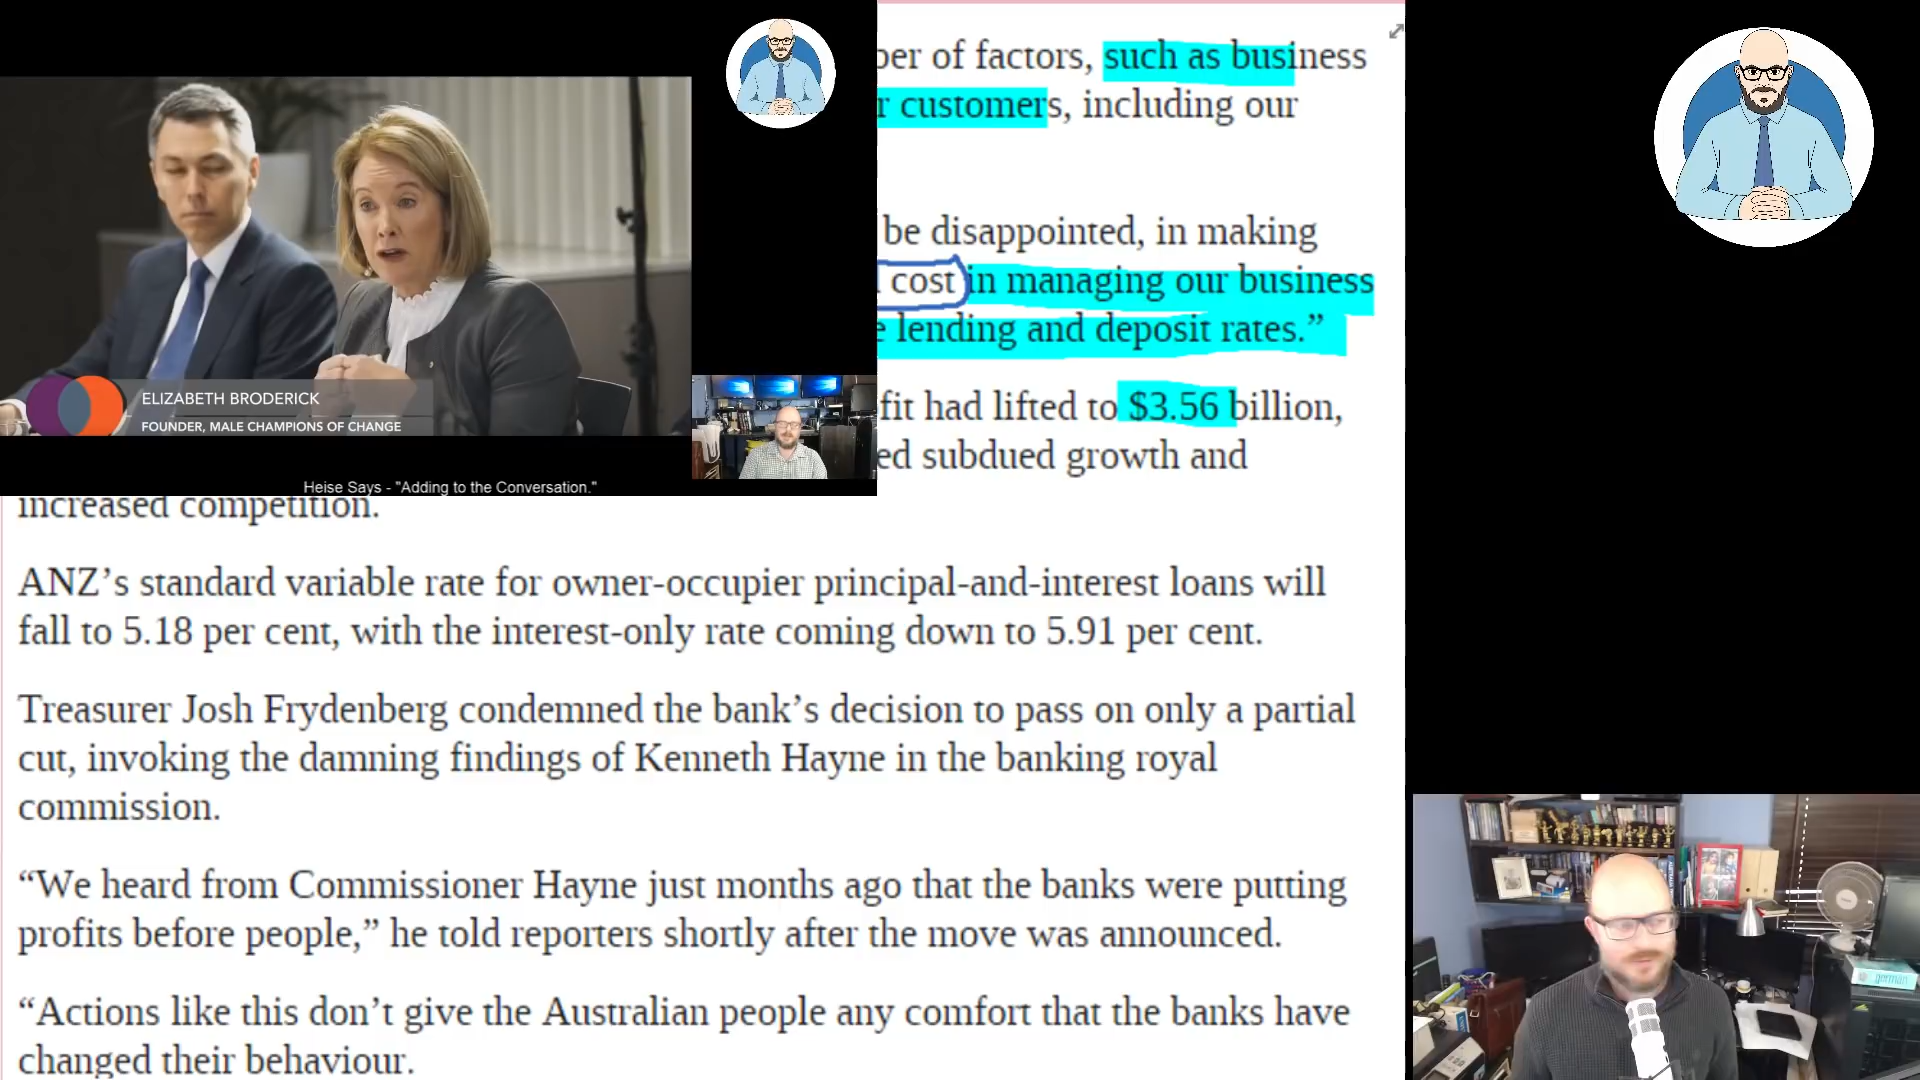 ber of factors, such as business
r customers, including our
be disappointed, in making
cost in managing our business
e lending and deposit rates.”
fit had lifted to $3.56 billion,
ed subdued growth and
ELIZABETH BRODERICK
FOUNDER, MALE CHAMPIONS OF CHANGE
Heise Says - "Adding to the Conversation."
increased competition.
ANZ’s standard variable rate for owner-occupier principal-and-interest loans will
fall to 5.18 per cent, with the interest-only rate coming down to 5.91 per cent.
Treasurer Josh Frydenberg condemned the bank’s decision to pass on only a partial
cut, invoking the damning findings of Kenneth Hayne in the banking royal
commission.
“We heard from Commissioner Hayne just months ago that the banks were putting
profits before people,” he told reporters shortly after the move was announced.
“Actions like this don’t give the Australian people any comfort that the banks have
changed their behaviour.
german